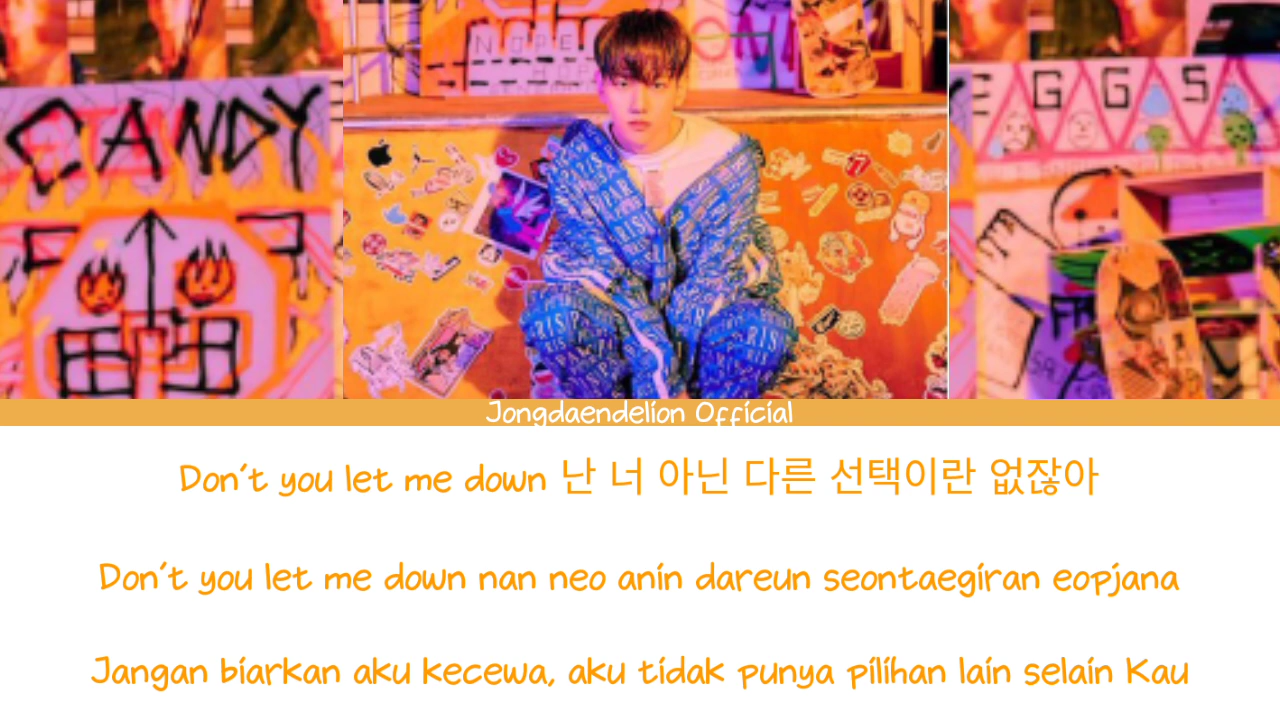 NOPE
CANDY
EGGS
Jongdaendelion Official
Don't you let me down 난 너 아닌 다른 선택이란 없잖아
Don't you let me down nan neo anin dareun seontaegiran eopjana
Jangan biarkan aku kecewa, aku tidak punya pilihan lain selain Kau